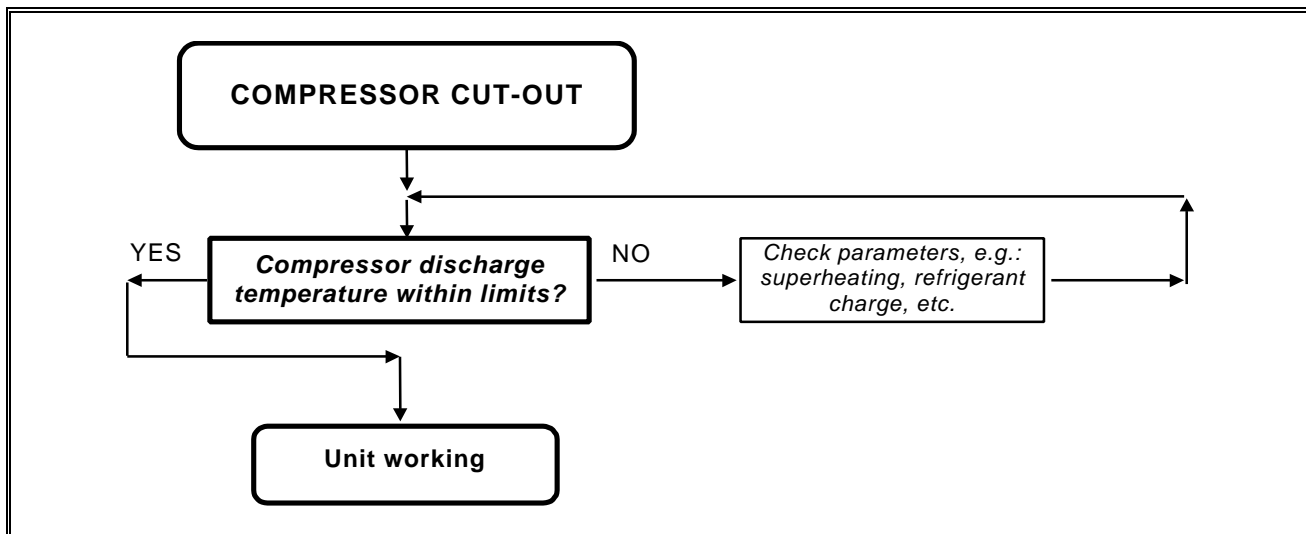 COMPRESSOR CUT-OUT
YES
Compressor discharge
temperature within limits?
NO
Check parameters, e.g.:
superheating, refrigerant
charge, etc.
Unit working